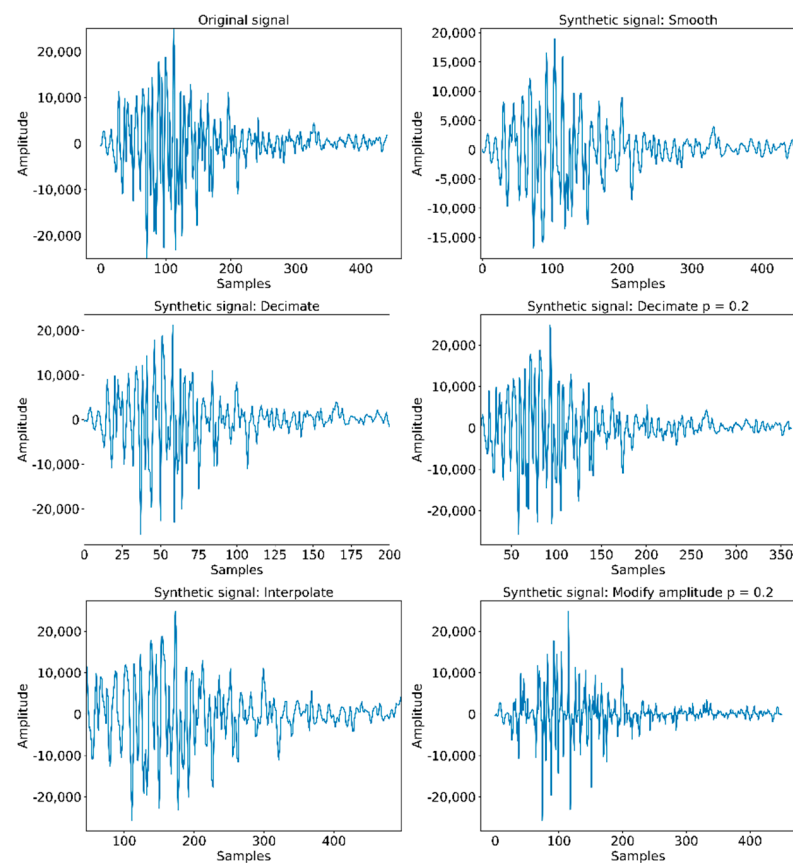 Original signal
20,000
10,000
0
-10,000
-20,000
Amplitude
0 100 200 300 400
Samples
Synthetic signal: Smooth
20,000
15,000
10,000
5,000
0
-5,000
-10,000
-15,000
Amplitude
0 100 200 300 400
Samples
Synthetic signal: Decimate
20,000
10,000
0
-10,000
-20,000
Amplitude
0 25 50 75 100 125 150 175 200
Samples
Synthetic signal: Decimate p = 0.2
20,000
10,000
0
-10,000
-20,000
Amplitude
50 100 150 200 250 300 350
Samples
Synthetic signal: Interpolate
20,000
10,000
0
-10,000
-20,000
Amplitude
100 200 300 400
Samples
Synthetic signal: Modify amplitude p = 0.2
20,000
10,000
0
-10,000
-20,000
Amplitude
0 100 200 300 400
Samples